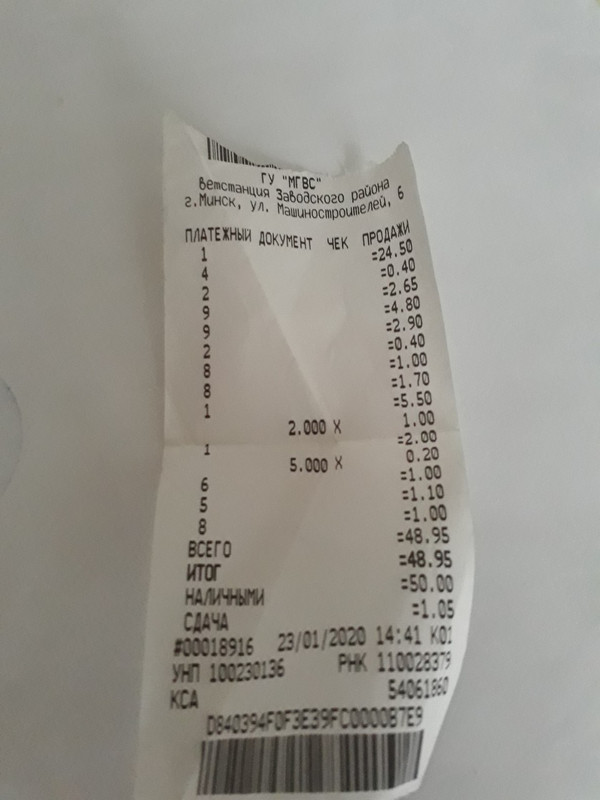 ГУ "МГВС"
Ветстанция Заводского района
г.Минск, ул. Машиностроителей, 6
ПЛАТЕЖНЫЙ ДОКУМЕНТ ЧЕК ПРОДАЖИ
1 =24.50
4 =0.40
2 =2.65
9 =4.80
9 =2.90
2 =0.40
8 =1.00
8 =1.70
1 =5.50
2.000 X 1.00
1 =2.00
5.000 X 0.20
6 =1.00
5 =1.10
8 =1.00
ВСЕГО =48.95
ИТОГ =48.95
НАЛИЧНЫМИ =50.00
СДАЧА =1.05
#00018916 23/01/2020 14:41 К01
УНП 100230136 РНК 110028379
КСА 54061860
D840394F0F3E39FC0000B7E9